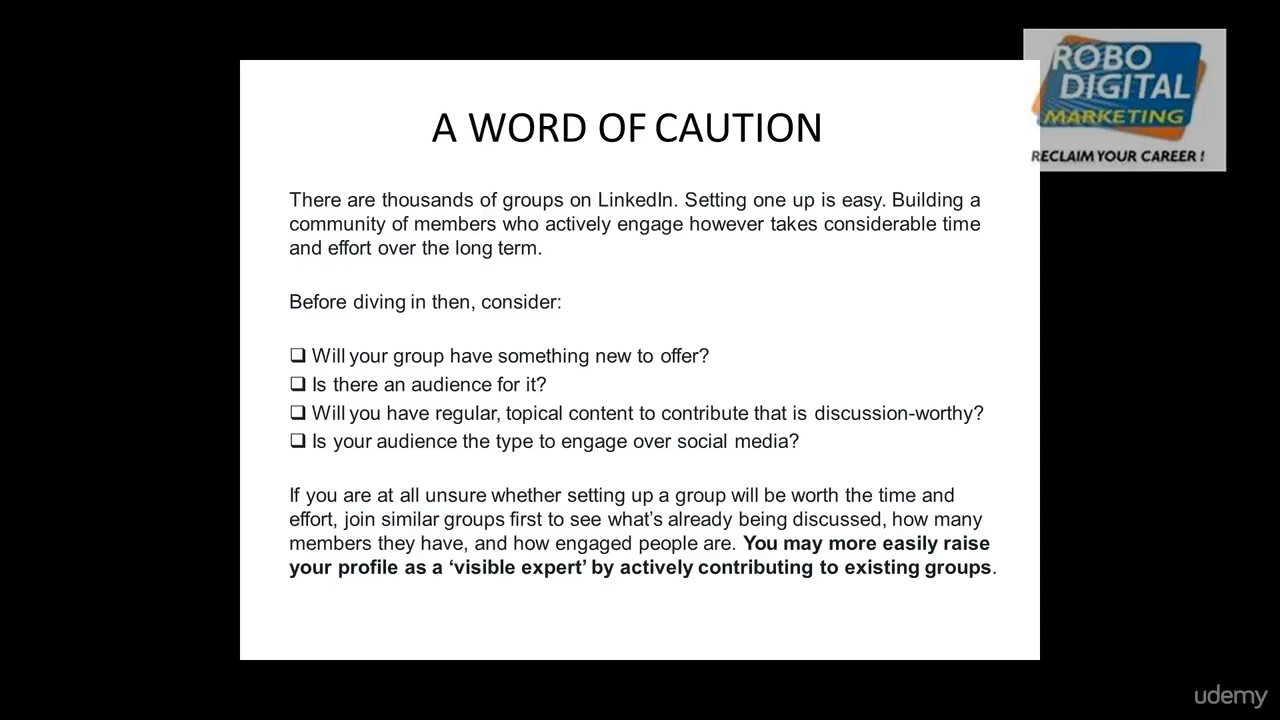 A WORD OF CAUTION
ROBO
DIGITAL
MARKETING
RECLAIM YOUR CAREER !
There are thousands of groups on LinkedIn. Setting one up is easy. Building a
community of members who actively engage however takes considerable time
and effort over the long term.
Before diving in then, consider:
❑ Will your group have something new to offer?
❑ Is there an audience for it?
❑ Will you have regular, topical content to contribute that is discussion-worthy?
❑ Is your audience the type to engage over social media?
If you are at all unsure whether setting up a group will be worth the time and
effort, join similar groups first to see what’s already being discussed, how many
members they have, and how engaged people are. You may more easily raise
your profile as a ‘visible expert’ by actively contributing to existing groups.
udemy